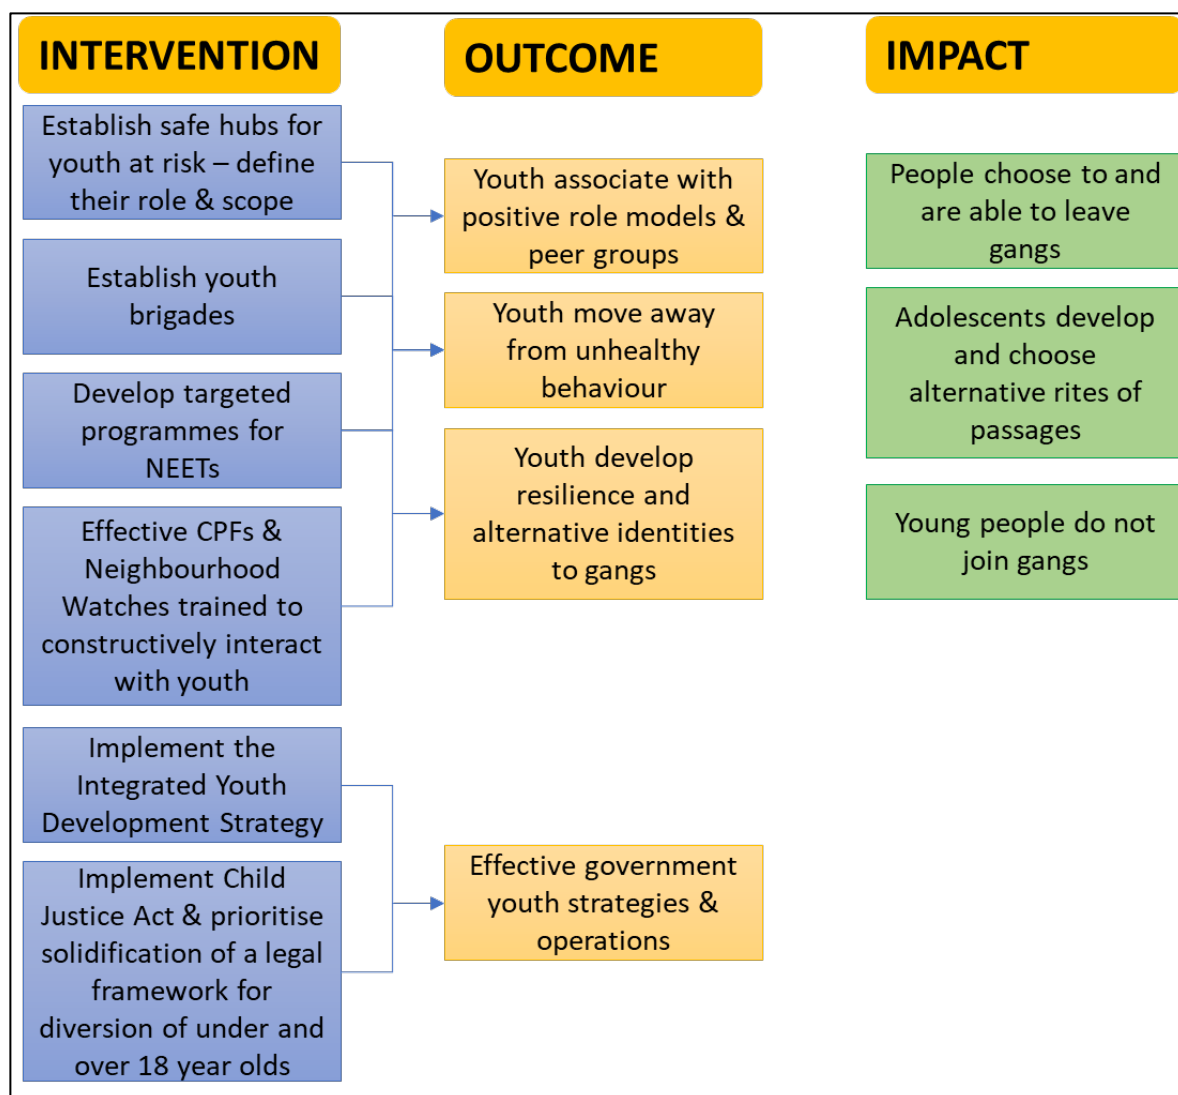 INTERVENTION
OUTCOME
IMPACT
Establish safe hubs for
youth at risk – define
their role & scope
Establish youth
brigades
Develop targeted
programmes for
NEETs
Effective CPFs &
Neighbourhood
Watches trained to
constructively interact
with youth
Implement the
Integrated Youth
Development Strategy
Implement Child
Justice Act & prioritise
solidification of a legal
framework for
diversion of under and
over 18 year olds
Youth associate with
positive role models &
peer groups
Youth move away
from unhealthy
behaviour
Youth develop
resilience and
alternative identities
to gangs
Effective government
youth strategies &
operations
People choose to and
are able to leave
gangs
Adolescents develop
and choose
alternative rites of
passages
Young people do not
join gangs